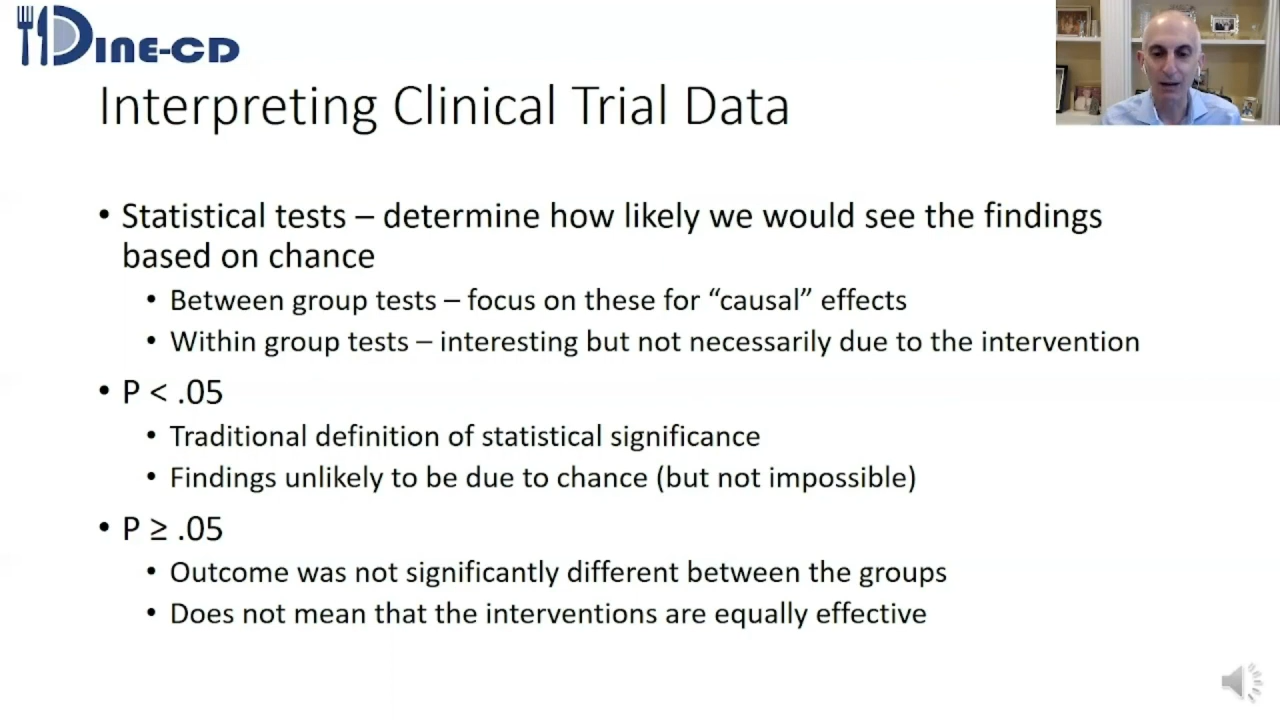 DINE-CD
Interpreting Clinical Trial Data
• Statistical tests – determine how likely we would see the findings
based on chance
• Between group tests – focus on these for “causal” effects
• Within group tests – interesting but not necessarily due to the intervention
• P < .05
• Traditional definition of statistical significance
• Findings unlikely to be due to chance (but not impossible)
• P ≥ .05
• Outcome was not significantly different between the groups
• Does not mean that the interventions are equally effective